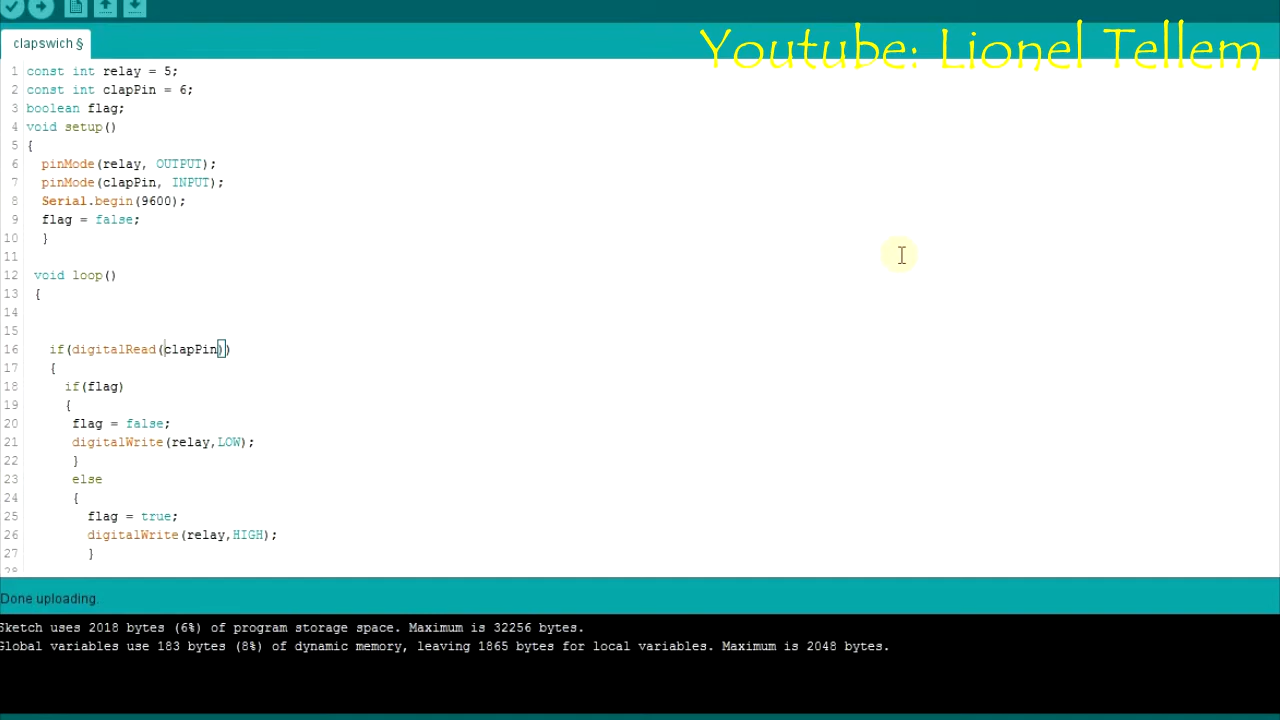 Youtube: Lionel Tellem
clapswich §
1 const int relay = 5;
2 const int clapPin = 6;
3 boolean flag;
4 void setup()
5 {
6 pinMode(relay, OUTPUT);
7 pinMode(clapPin, INPUT);
8 Serial.begin(9600);
9 flag = false;
10 }
11
12 void loop()
13 {
14
15
16 if(digitalRead(clapPin))
17 {
18 if(flag)
19 {
20 flag = false;
21 digitalWrite(relay,LOW);
22 }
23 else
24 {
25 flag = true;
26 digitalWrite(relay,HIGH);
27 }
28
Done uploading.
Sketch uses 2018 bytes (6%) of program storage space. Maximum is 32256 bytes.
Global variables use 183 bytes (8%) of dynamic memory, leaving 1865 bytes for local variables. Maximum is 2048 bytes.